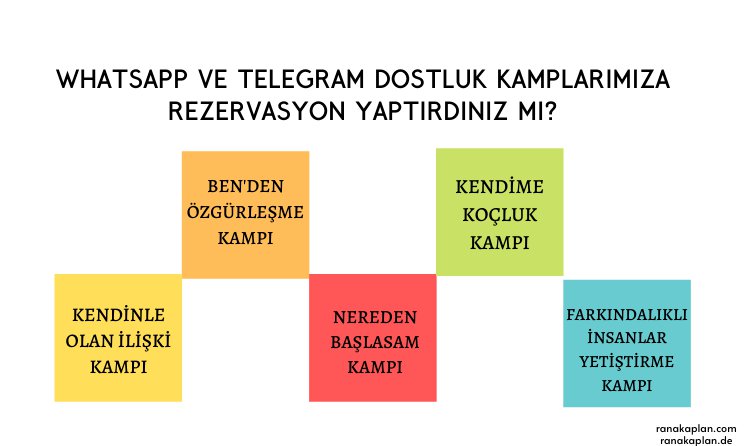 WHATSAPP VE TELEGRAM DOSTLUK KAMPLARIMIZA
REZERVASYON YAPTIRDINIZ MI?
KENDİNLE
OLAN İLİŞKİ
KAMPI
BEN'DEN
ÖZGÜRLEŞME
KAMPI
NEREDEN
BAŞLASAM
KAMPI
KENDİME
KOÇLUK
KAMPI
FARKINDALIKLI
İNSANLAR
YETİŞTİRME
KAMPI
ranakaplan.com
ranakaplan.de